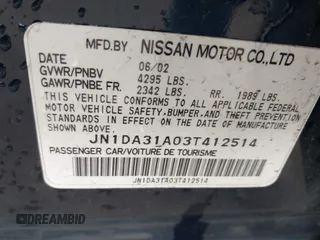 MFD.BY NISSAN MOTOR CO.,LTD
DATE 06/02
GVWR/PNBV 4295 LBS.
GAWR/PNBE FR. 2342 LBS. RR. 1989 LBS.
THIS VEHICLE CONFORMS TO ALL APPLICABLE FEDERAL
MOTOR VEHICLE SAFETY,BUMPER,AND THEFT PREVENTION
STANDARDS IN EFFECT ON THE DATE OF MANUFACTURE
SHOWN ABOVE.
JN1DA31A03T412514
PASSENGER CAR/VOITURE DE TOURISME
JN1DA31A03T412514
DREAMBID